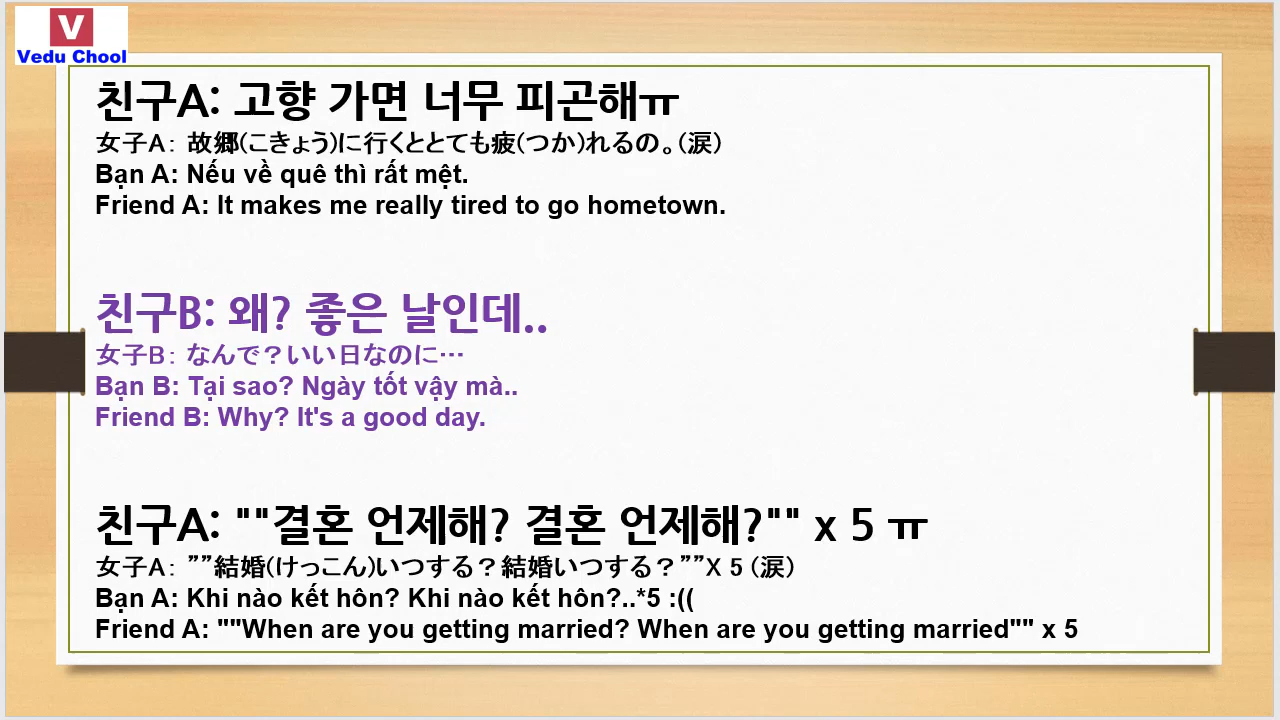 V
Vedu Chool
친구A: 고향 가면 너무 피곤해ㅠ
女子A: 故郷(こきょう)に行くととても疲(つか)れるの。(涙)
Bạn A: Nếu về quê thì rất mệt.
Friend A: It makes me really tired to go hometown.
친구B: 왜? 좋은 날인데..
女子B: なんで？いい日なのに…
Bạn B: Tại sao? Ngày tốt vậy mà..
Friend B: Why? It's a good day.
친구A: ""결혼 언제해? 결혼 언제해?"" x 5 ㅠ
女子A: ””結婚(けっこん)いつする？結婚いつする？””X 5 (涙)
Bạn A: Khi nào kết hôn? Khi nào kết hôn?..*5 :((
Friend A: ""When are you getting married? When are you getting married"" x 5